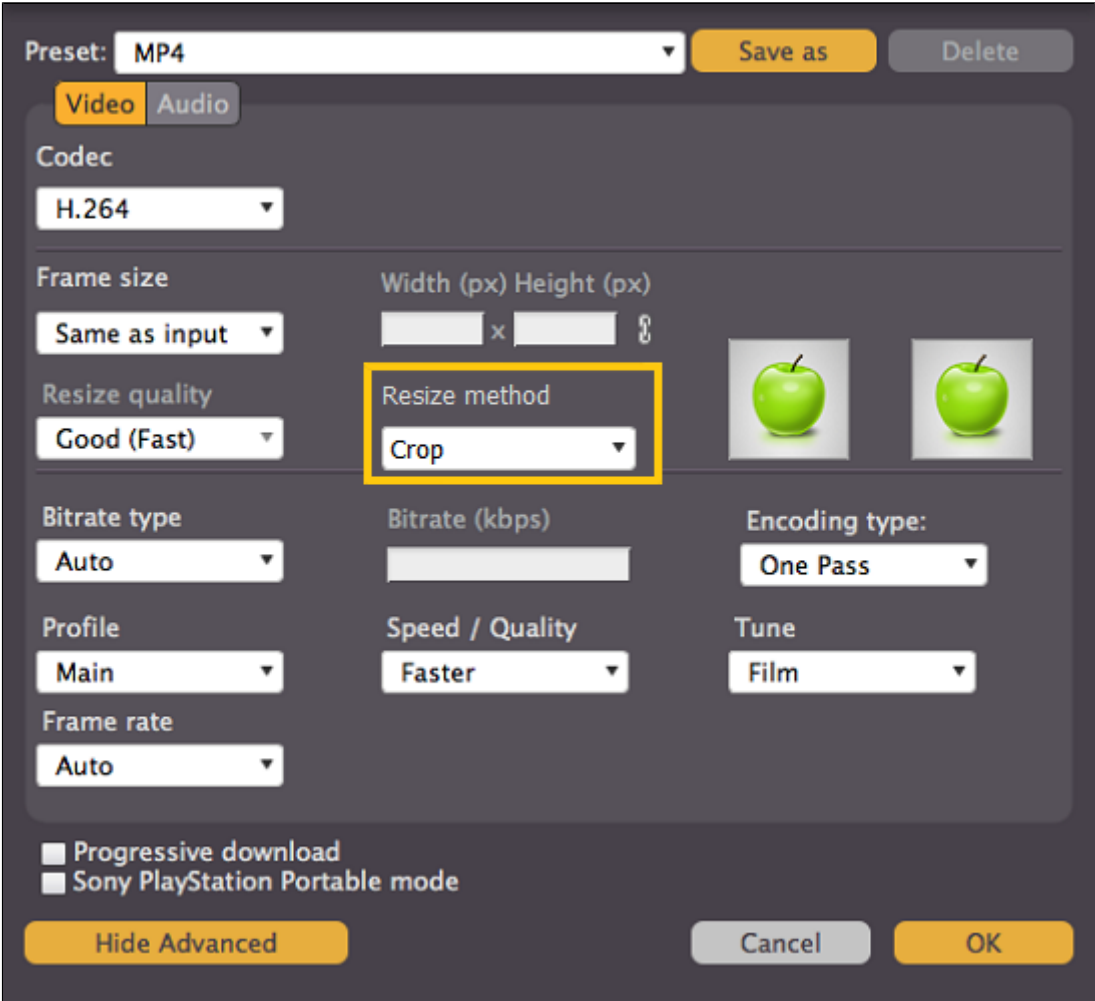 Preset: MP4 Save as Delete
Video Audio
Codec
H.264
Frame size Width (px) Height (px)
Same as input x
Resize quality Resize method
Good (Fast) Crop
Bitrate type Bitrate (kbps) Encoding type:
Auto One Pass
Profile Speed / Quality Tune
Main Faster Film
Frame rate
Auto
Progressive download
Sony PlayStation Portable mode
Hide Advanced Cancel OK